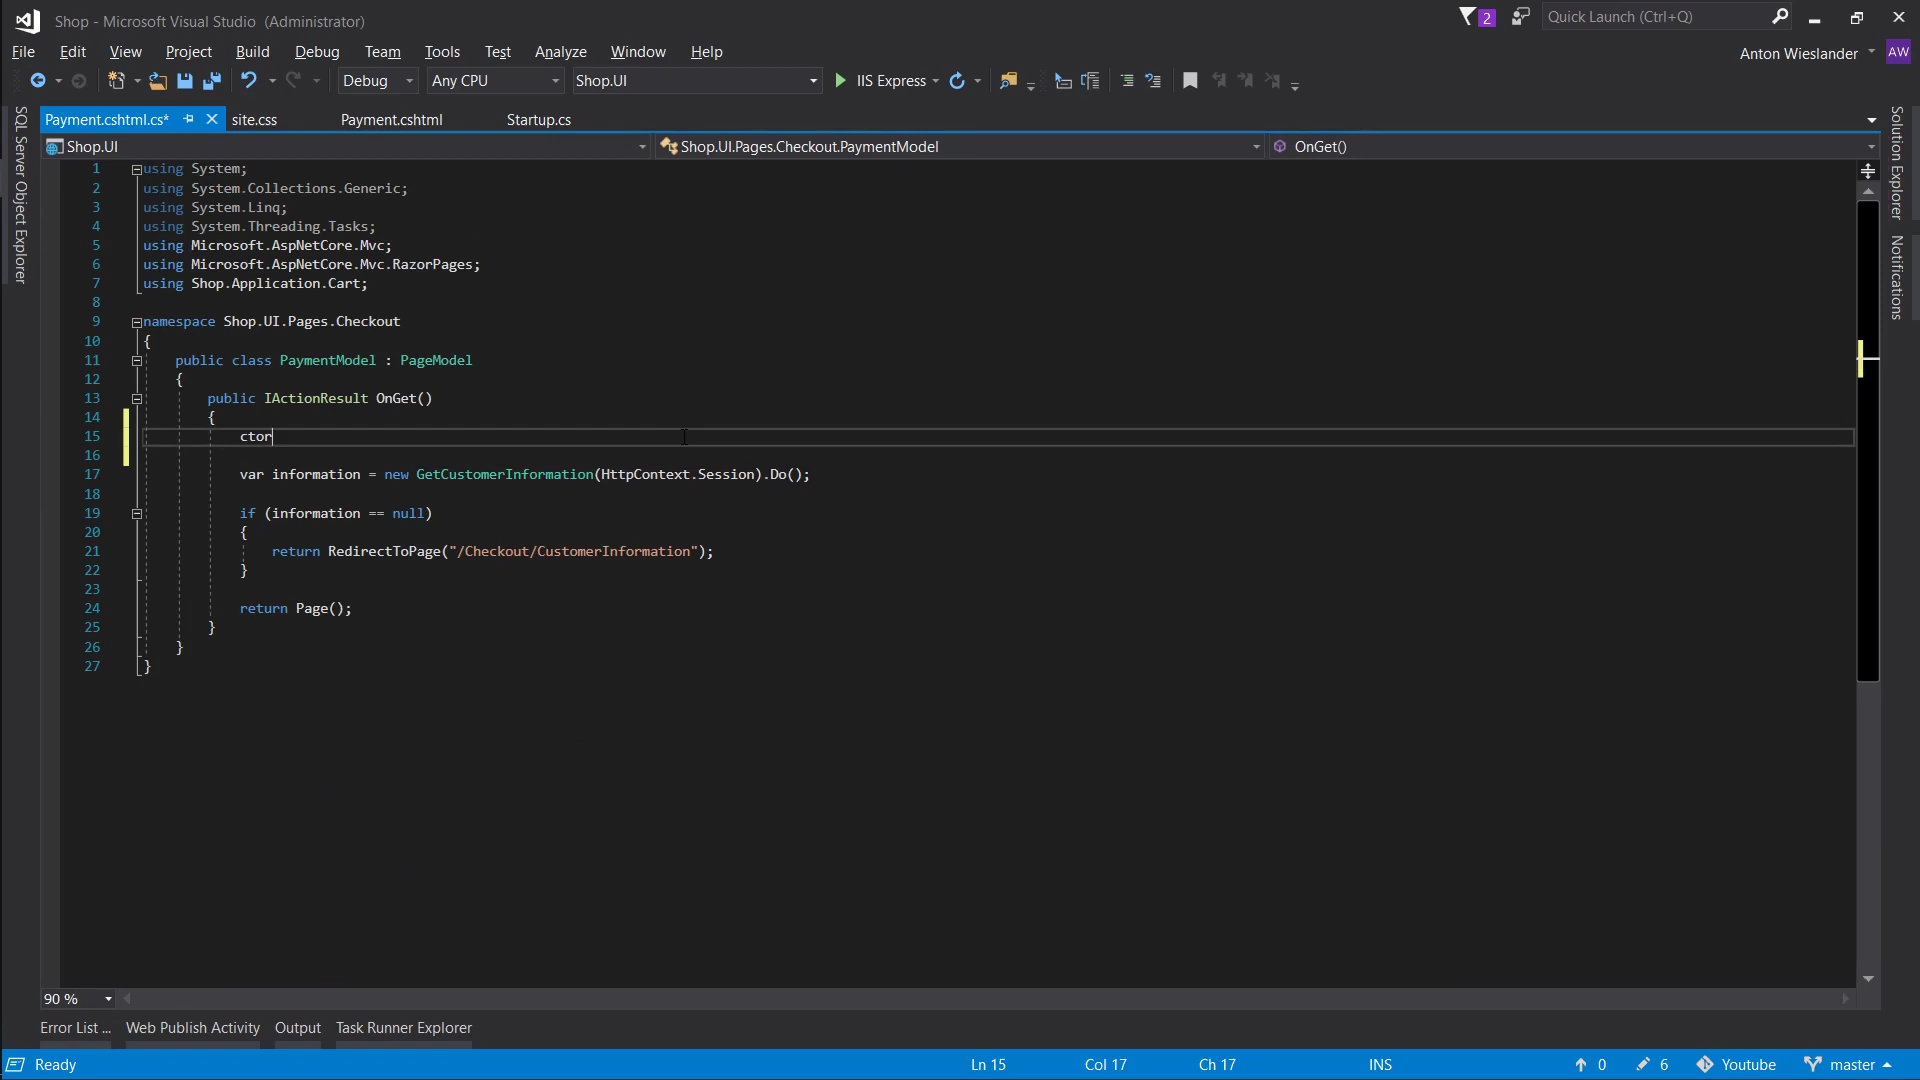 Shop - Microsoft Visual Studio (Administrator)
2
Quick Launch (Ctrl+Q)
File Edit View Project Build Debug Team Tools Test Analyze Window Help
Anton Wieslander AW
Debug Any CPU Shop.UI IIS Express
SQL Server Object Explorer
Payment.cshtml.cs* site.css Payment.cshtml Startup.cs
Shop.UI Shop.UI.Pages.Checkout.PaymentModel OnGet()
1 using System;
2 using System.Collections.Generic;
3 using System.Linq;
4 using System.Threading.Tasks;
5 using Microsoft.AspNetCore.Mvc;
6 using Microsoft.AspNetCore.Mvc.RazorPages;
7 using Shop.Application.Cart;
8
9 namespace Shop.UI.Pages.Checkout
10 {
11 public class PaymentModel : PageModel
12 {
13 public IActionResult OnGet()
14 {
15 ctor
16
17 var information = new GetCustomerInformation(HttpContext.Session).Do();
18
19 if (information == null)
20 {
21 return RedirectToPage("/Checkout/CustomerInformation");
22 }
23
24 return Page();
25 }
26 }
27 }
Solution Explorer
Notifications
90 %
Error List ... Web Publish Activity Output Task Runner Explorer
Ready Ln 15 Col 17 Ch 17 INS 0 6 Youtube master